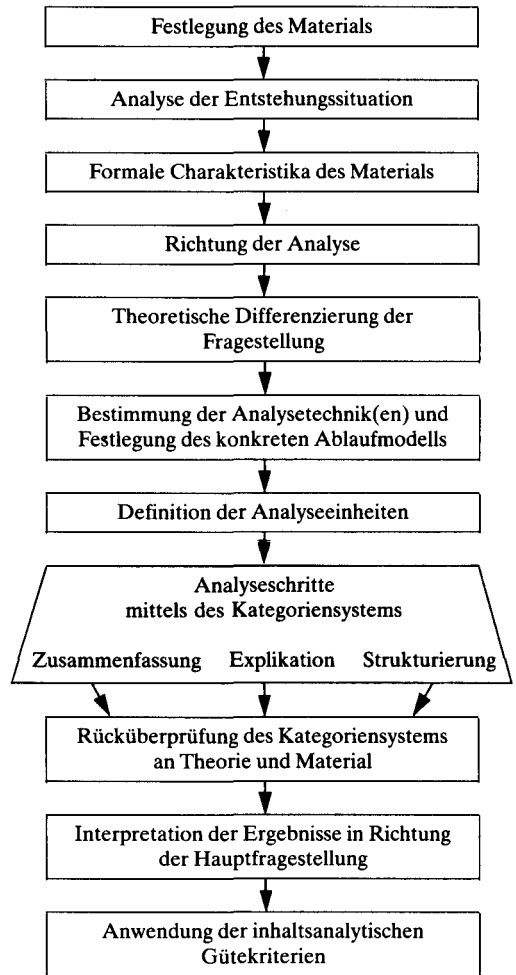 Festlegung des Materials
Analyse der Entstehungssituation
Formale Charakteristika des Materials
Richtung der Analyse
Theoretische Differenzierung der
Fragestellung
Bestimmung der Analysetechnik(en) und
Festlegung des konkreten Ablaufmodells
Definition der Analyseeinheiten
Analyseschritte
mittels des Kategoriensystems
Zusammenfassung Explikation Strukturierung
Rücküberprüfung des Kategoriensystems
an Theorie und Material
Interpretation der Ergebnisse in Richtung
der Hauptfragestellung
Anwendung der inhaltsanalytischen
Gütekriterien